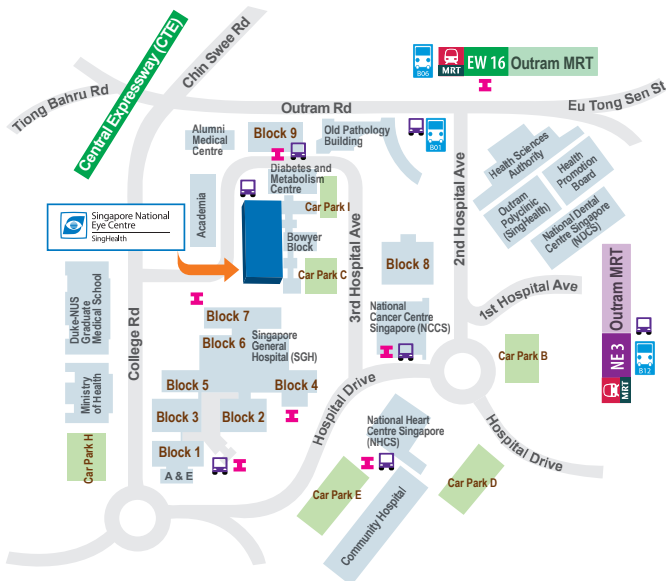 Central Expressway (CTE)
Chin Swee Rd
Tiong Bahru Rd
B06
MRT
EW 16
Outram MRT
Outram Rd
Eu Tong Sen St
Alumni
Medical
Centre
Block 9
Old Pathology
Building
B01
Health Sciences
Authority
Health
Promotion
Board
Outram
Polyclinic
(SingHealth)
National Dental
Centre Singapore
(NDCS)
2nd Hospital Ave
Diabetes and
Metabolism
Centre
Car Park I
Academia
Singapore National
Eye Centre
SingHealth
Bowyer
Block
Car Park C
3rd Hospital Ave
Block 8
1st Hospital Ave
Outram MRT
NE 3
MRT
B12
Duke-NUS
Graduate
Medical School
College Rd
Block 7
Block 6
Singapore
General
Hospital (SGH)
National
Cancer Centre
Singapore (NCCS)
Car Park B
Ministry
of Health
Block 5
Block 4
Block 3
Block 2
Hospital Drive
National Heart
Centre Singapore
(NHCS)
Hospital Drive
Car Park H
Block 1
A & E
Car Park E
Car Park D
Community Hospital